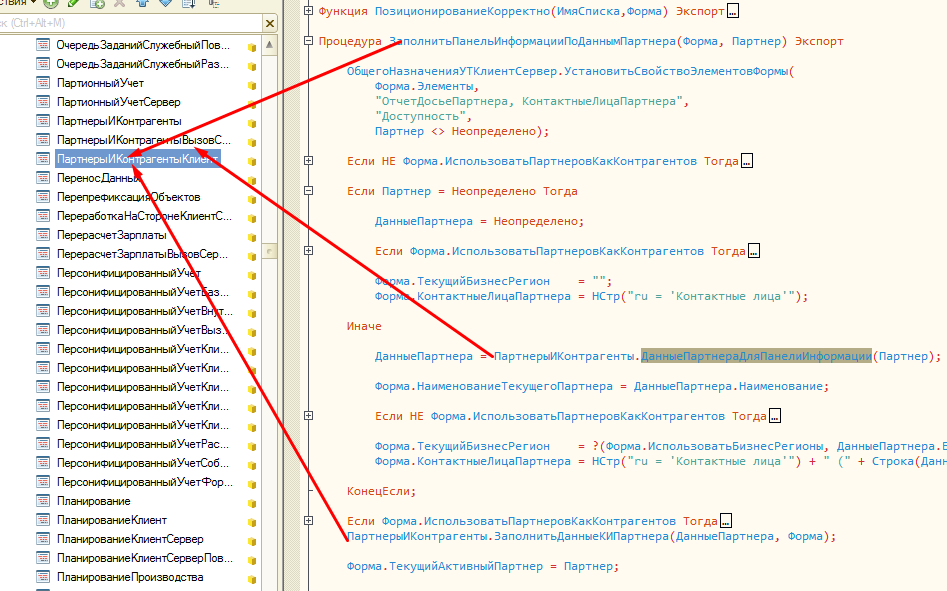 ствия
ск (Ctrl+Alt+M)
ОчередьЗаданийСлужебныйПов...
ОчередьЗаданийСлужебныйРаз...
ПартионныйУчет
ПартионныйУчетСервер
ПартнерыИКонтрагенты
ПартнерыИКонтрагентыВызовС...
ПартнерыИКонтрагентыКлиент
ПереносДанных
ПерепрефиксацияОбъектов
ПереработкаНаСторонеКлиентС...
ПерерасчетЗарплаты
ПерерасчетЗарплатыВызовСер...
ПерсонифицированныйУчет
ПерсонифицированныйУчетБаз...
ПерсонифицированныйУчетВнут...
ПерсонифицированныйУчетВыз...
ПерсонифицированныйУчетКли...
ПерсонифицированныйУчетКли...
ПерсонифицированныйУчетКли...
ПерсонифицированныйУчетКли...
ПерсонифицированныйУчетКли...
ПерсонифицированныйУчетРас...
ПерсонифицированныйУчетСоб...
ПерсонифицированныйУчетФор...
Планирование
ПланированиеКлиент
ПланированиеКлиентСервер
ПланированиеКлиентСерверПов...
ПланированиеПроизводства
Функция ПозиционированиеКорректно(ИмяСписка,Форма) Экспорт...
Процедура ЗаполнитьПанельИнформацииПоДаннымПартнера(Форма, Партнер) Экспорт
ОбщегоНазначенияУТКлиентСервер.УстановитьСвойствоЭлементовФормы(
Форма.Элементы,
"ОтчетДосьеПартнера, КонтактныеЛицаПартнера",
"Доступность",
Партнер <> Неопределено);
Если НЕ Форма.ИспользоватьПартнеровКакКонтрагентов Тогда...
Если Партнер = Неопределено Тогда
ДанныеПартнера = Неопределено;
Если Форма.ИспользоватьПартнеровКакКонтрагентов Тогда...
Форма.ТекущийБизнесРегион = "";
Форма.КонтактныеЛицаПартнера = НСтр("ru = 'Контактные лица'");
Иначе
ДанныеПартнера = ПартнерыИКонтрагенты.ДанныеПартнераДляПанелиИнформации(Партнер);
Форма.НаименованиеТекущегоПартнера = ДанныеПартнера.Наименование;
Если НЕ Форма.ИспользоватьПартнеровКакКонтрагентов Тогда...
Форма.ТекущийБизнесРегион = ?(Форма.ИспользоватьБизнесРегионы, ДанныеПартнера.Б
Форма.КонтактныеЛицаПартнера = НСтр("ru = 'Контактные лица'") + " (" + Строка(Данн
КонецЕсли;
Если Форма.ИспользоватьПартнеровКакКонтрагентов Тогда...
ПартнерыИКонтрагенты.ЗаполнитьДанныеКИПартнера(ДанныеПартнера, Форма);
Форма.ТекущийАктивныйПартнер = Партнер;